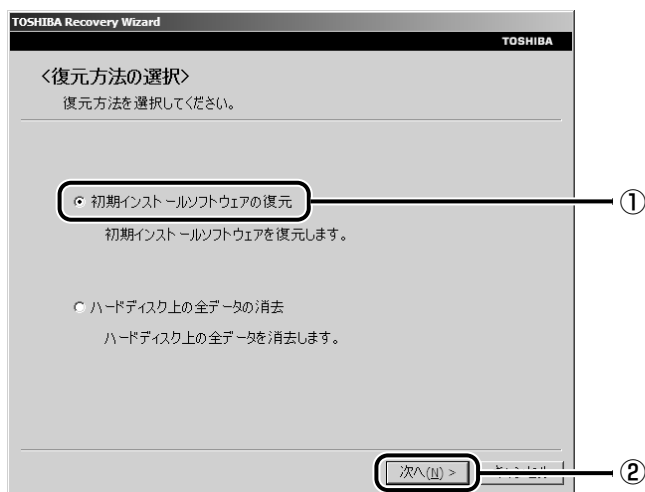 TOSHIBA Recovery Wizard
TOSHIBA
<復元方法の選択>
復元方法を選択してください。
初期インストールソフトウェアの復元
①
初期インストールソフトウェアを復元します。
ハードディスク上の全データの消去
ハードディスク上の全データを消去します。
次へ(N) >
②